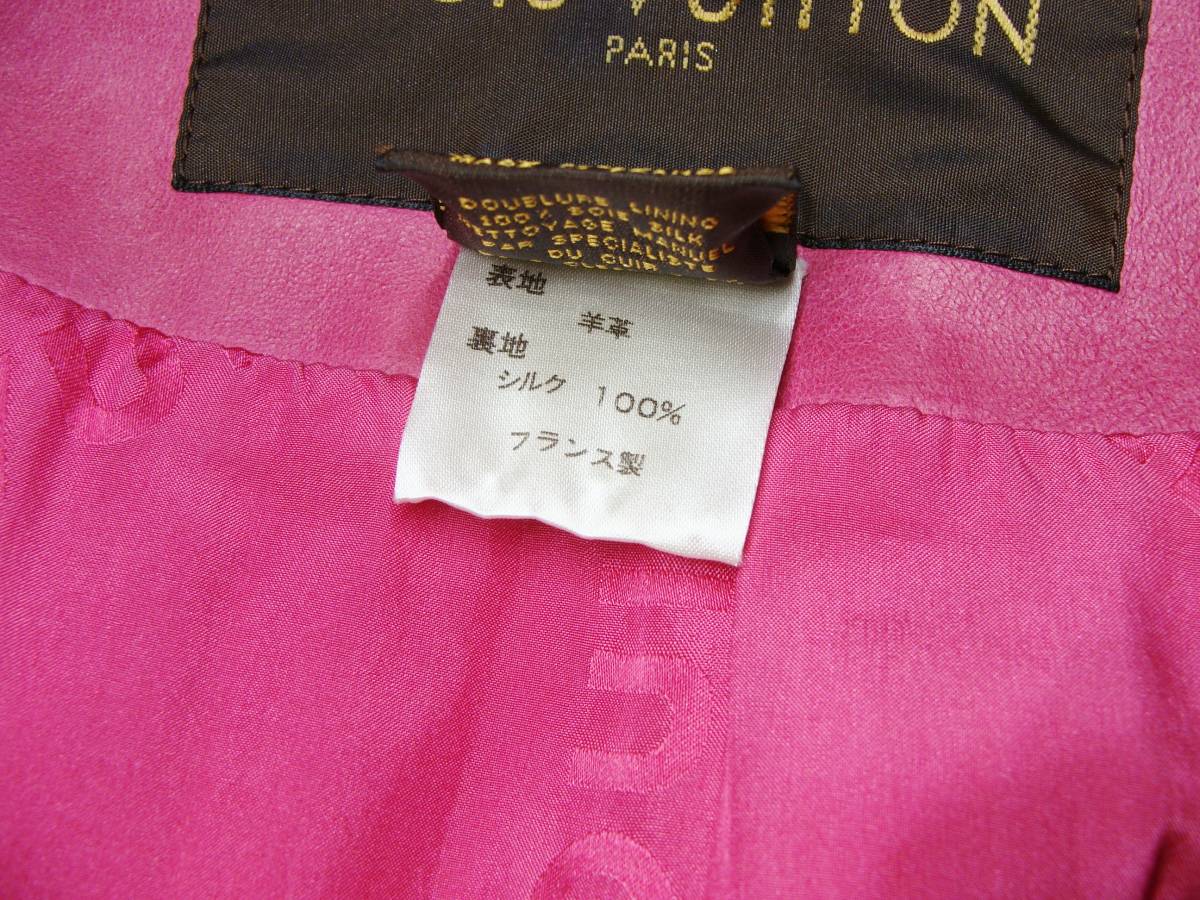 VUITTON
PARIS
DOUBLURE LINING
100% SOIE SILK
NETTOYAGE MANUEL
PAR SPECIALISTE
DU CUIR
表地
羊革
裏地
シルク 100%
フランス製